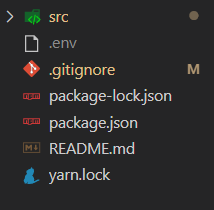 src
.env
.gitignore M
package-lock.json
package.json
README.md
yarn.lock